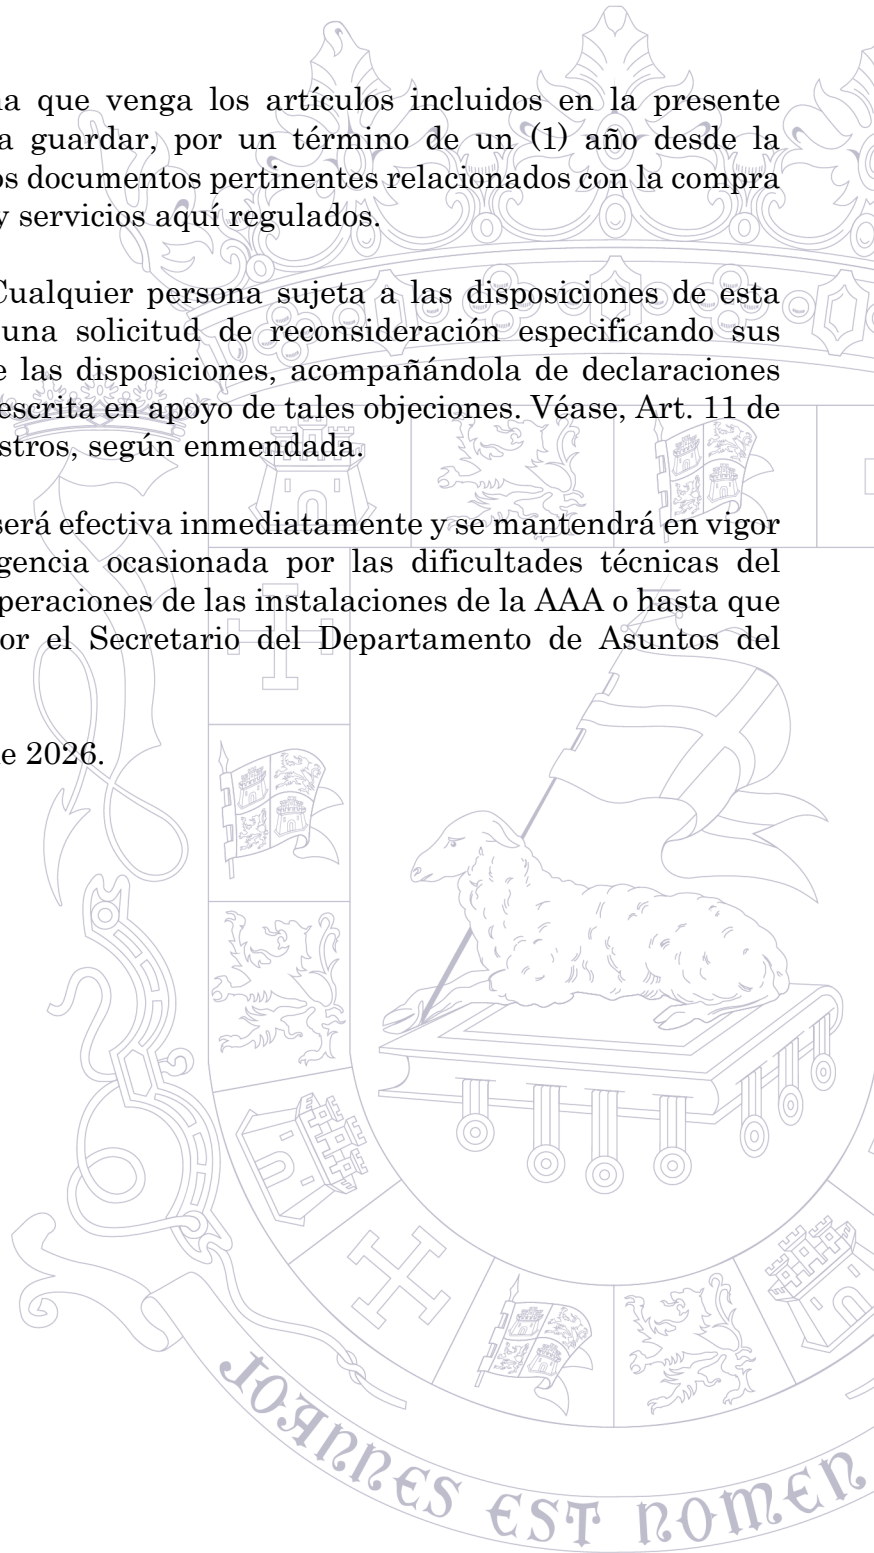 na que venga los artículos incluidos en la presente
a guardar, por un término de un (1) año desde la
os documentos pertinentes relacionados con la compra
y servicios aquí regulados.
Cualquier persona sujeta a las disposiciones de esta
una solicitud de reconsideración especificando sus
e las disposiciones, acompañándola de declaraciones
escrita en apoyo de tales objeciones. Véase, Art. 11 de
stros, según enmendada.
será efectiva inmediatamente y se mantendrá en vigor
gencia ocasionada por las dificultades técnicas del
peraciones de las instalaciones de la AAA o hasta que
or el Secretario del Departamento de Asuntos del
e 2026.
JOANNES EST NOMEN